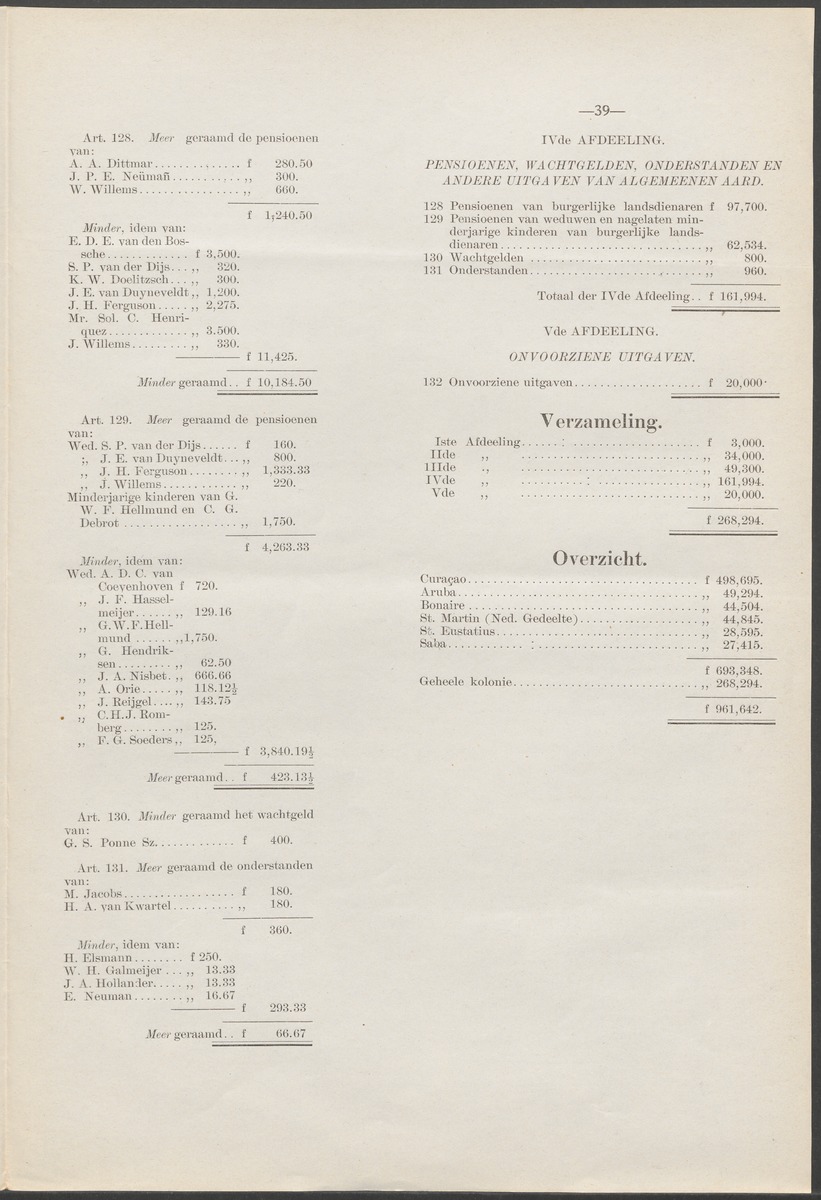 —39—
Art. 128. Meer geraamd de pensioenen
van:
A. A. Dittmar.............. f 280.50
J. P. E. Neümañ........... ,, 300.
W. Willems................ ,, 660.
f 1,240.50
Minder, idem van:
E. D. E. van den Bos-
sche............. f 3,500.
S. P. van der Dijs... ,, 320.
K. W. Doelitzsch... ,, 300.
J. E. van Duyneveldt ,, 1,200.
J. H. Ferguson..... ,, 2,275.
Mr. Sol. C. Henri-
quez............. ,, 3.500.
J. Willems......... ,, 330.
f 11,425.
Minder geraamd.. f 10,184.50
Art. 129. Meer geraamd de pensioenen
van:
Wed. S. P. van der Dijs...... f 160.
,, J. E. van Duyneveldt... ,, 800.
,, J. H. Ferguson........ ,, 1,333.33
,, J. Willems............ ,, 220.
Minderjarige kinderen van G.
W. F. Hellmund en C. G.
Debrot .................. ,, 1,750.
f 4,263.33
Minder, idem van:
Wed. A. D. C. van
Coevenhoven f 720.
,, J. F. Hassel-
meijer...... ,, 129.16
,, G.W.F.Hell-
mund ...... ,,1,750.
,, G. Hendrik-
sen......... ,, 62.50
,, J. A. Nisbet. ,, 666.66
,, A. Orie..... ,, 118.12½
,, J. Reijgel.... ,, 143.75
,, C.H.J. Rom-
berg........ ,, 125.
,, F. G. Soeders ,, 125,
f 3,840.19½
Meer geraamd.. f 423.13½
Art. 130. Minder geraamd het wachtgeld
van:
G. S. Ponne Sz............. f 400.
Art. 131. Meer geraamd de onderstanden
van:
M. Jacobs.................. f 180.
H. A. van Kwartel.......... ,, 180.
f 360.
Minder, idem van:
H. Elsmann........ f 250.
W. H. Galmeijer ... ,, 13.33
J. A. Hollander..... ,, 13.33
E. Neuman........ ,, 16.67
f 293.33
Meer geraamd.. f 66.67
IVde AFDEELING.
PENSIOENEN, WACHTGELDEN, ONDERSTANDEN EN
ANDERE UITGAVEN VAN ALGEMEENEN AARD.
128 Pensioenen van burgerlijke landsdienaren f 97,700.
129 Pensioenen van weduwen en nagelaten min-
derjarige kinderen van burgerlijke lands-
dienaren................................ ,, 62,534.
130 Wachtgelden ........................... ,, 800.
131 Onderstanden........................... ,, 960.
Totaal der IVde Afdeeling.. f 161,994.
Vde AFDEELING.
ONVOORZIENE UITGAVEN.
132 Onvoorziene uitgaven.................... f 20,000·
Verzameling.
Iste Afdeeling.....: .................... f 3,000.
IIde ,, ............................ ,, 34,000.
IIIde ,, ............................ ,, 49,300.
IVde ,, ............................ ,, 161,994.
Vde ,, ............................ ,, 20,000.
f 268,294.
Overzicht.
Curaçao.................................... f 498,695.
Aruba...................................... ,, 49,294.
Bonaire ................................... ,, 44,504.
St. Martin (Ned. Gedeelte)................. ,, 44,845.
St. Eustatius.............................. ,, 28,595.
Saba........... : ......................... ,, 27,415.
f 693,348.
Geheele kolonie............................ ,, 268,294.
f 961,642.